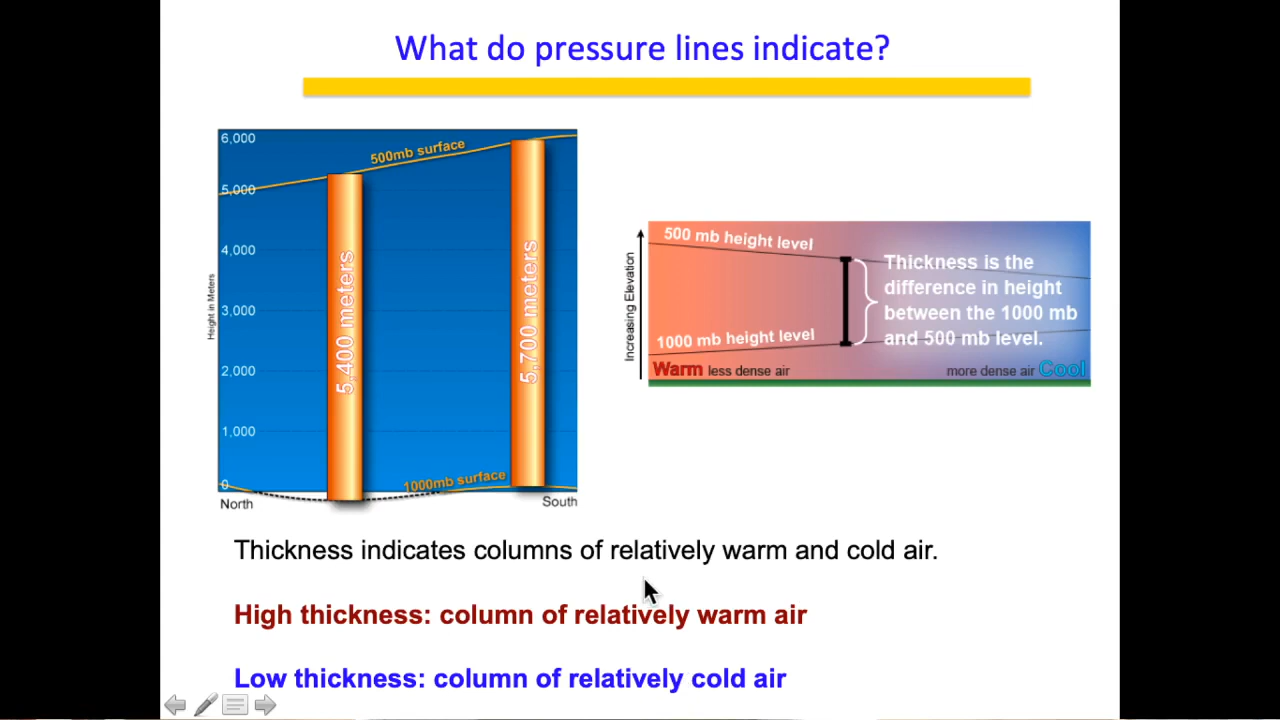 What do pressure lines indicate?
6,000
500mb surface
5,000
4,000
3,000
2,000
1,000
0
Height in Meters
5,400 meters
5,700 meters
1000mb surface
North
South
Increasing Elevation
500 mb height level
Thickness is the
difference in height
between the 1000 mb
and 500 mb level.
1000 mb height level
Warm less dense air
more dense air Cool
Thickness indicates columns of relatively warm and cold air.
High thickness: column of relatively warm air
Low thickness: column of relatively cold air